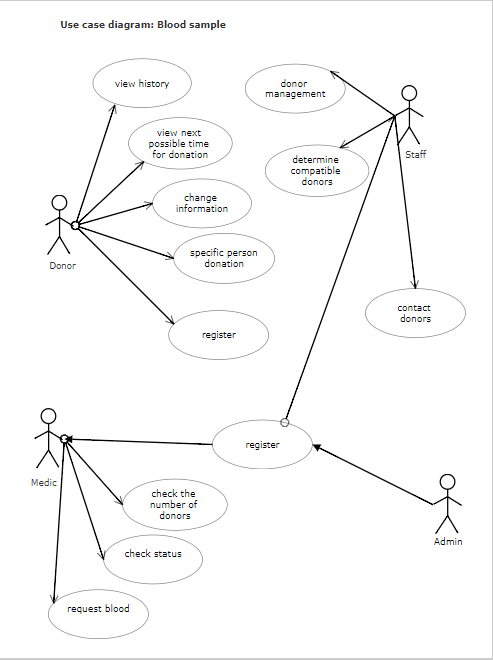 Use case diagram: Blood sample
view history
donor
management
view next
possible time
for donation
Staff
determine
compatible
donors
change
information
specific person
donation
Donor
contact
donors
register
register
Medic
check the
number of
donors
Admin
check status
request blood